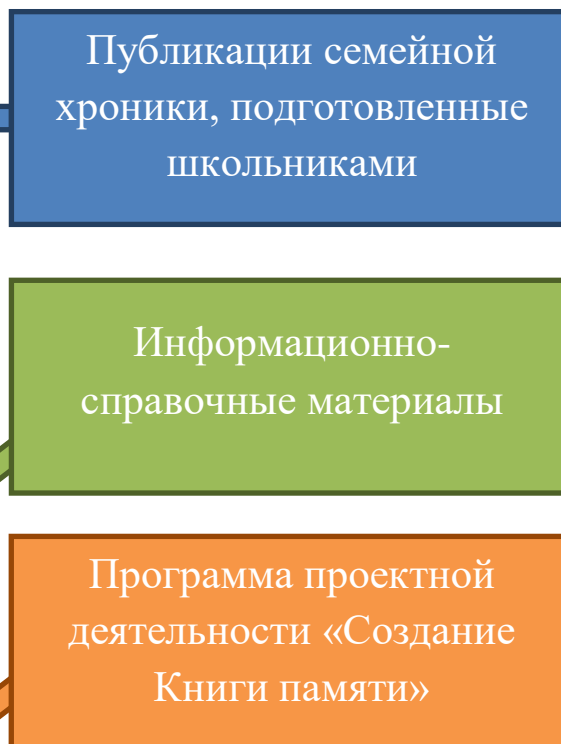 Публикации семейной
хроники, подготовленные
школьниками
Информационно-
справочные материалы
Программа проектной
деятельности «Создание
Книги памяти»